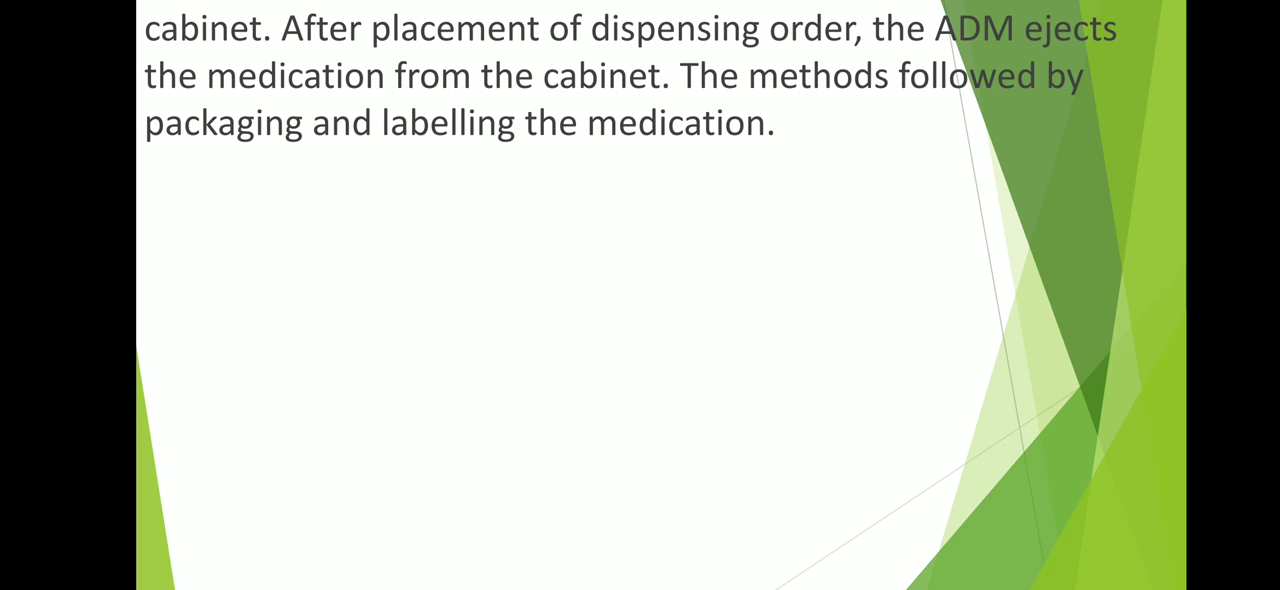 cabinet. After placement of dispensing order, the ADM ejects
the medication from the cabinet. The methods followed by
packaging and labelling the medication.